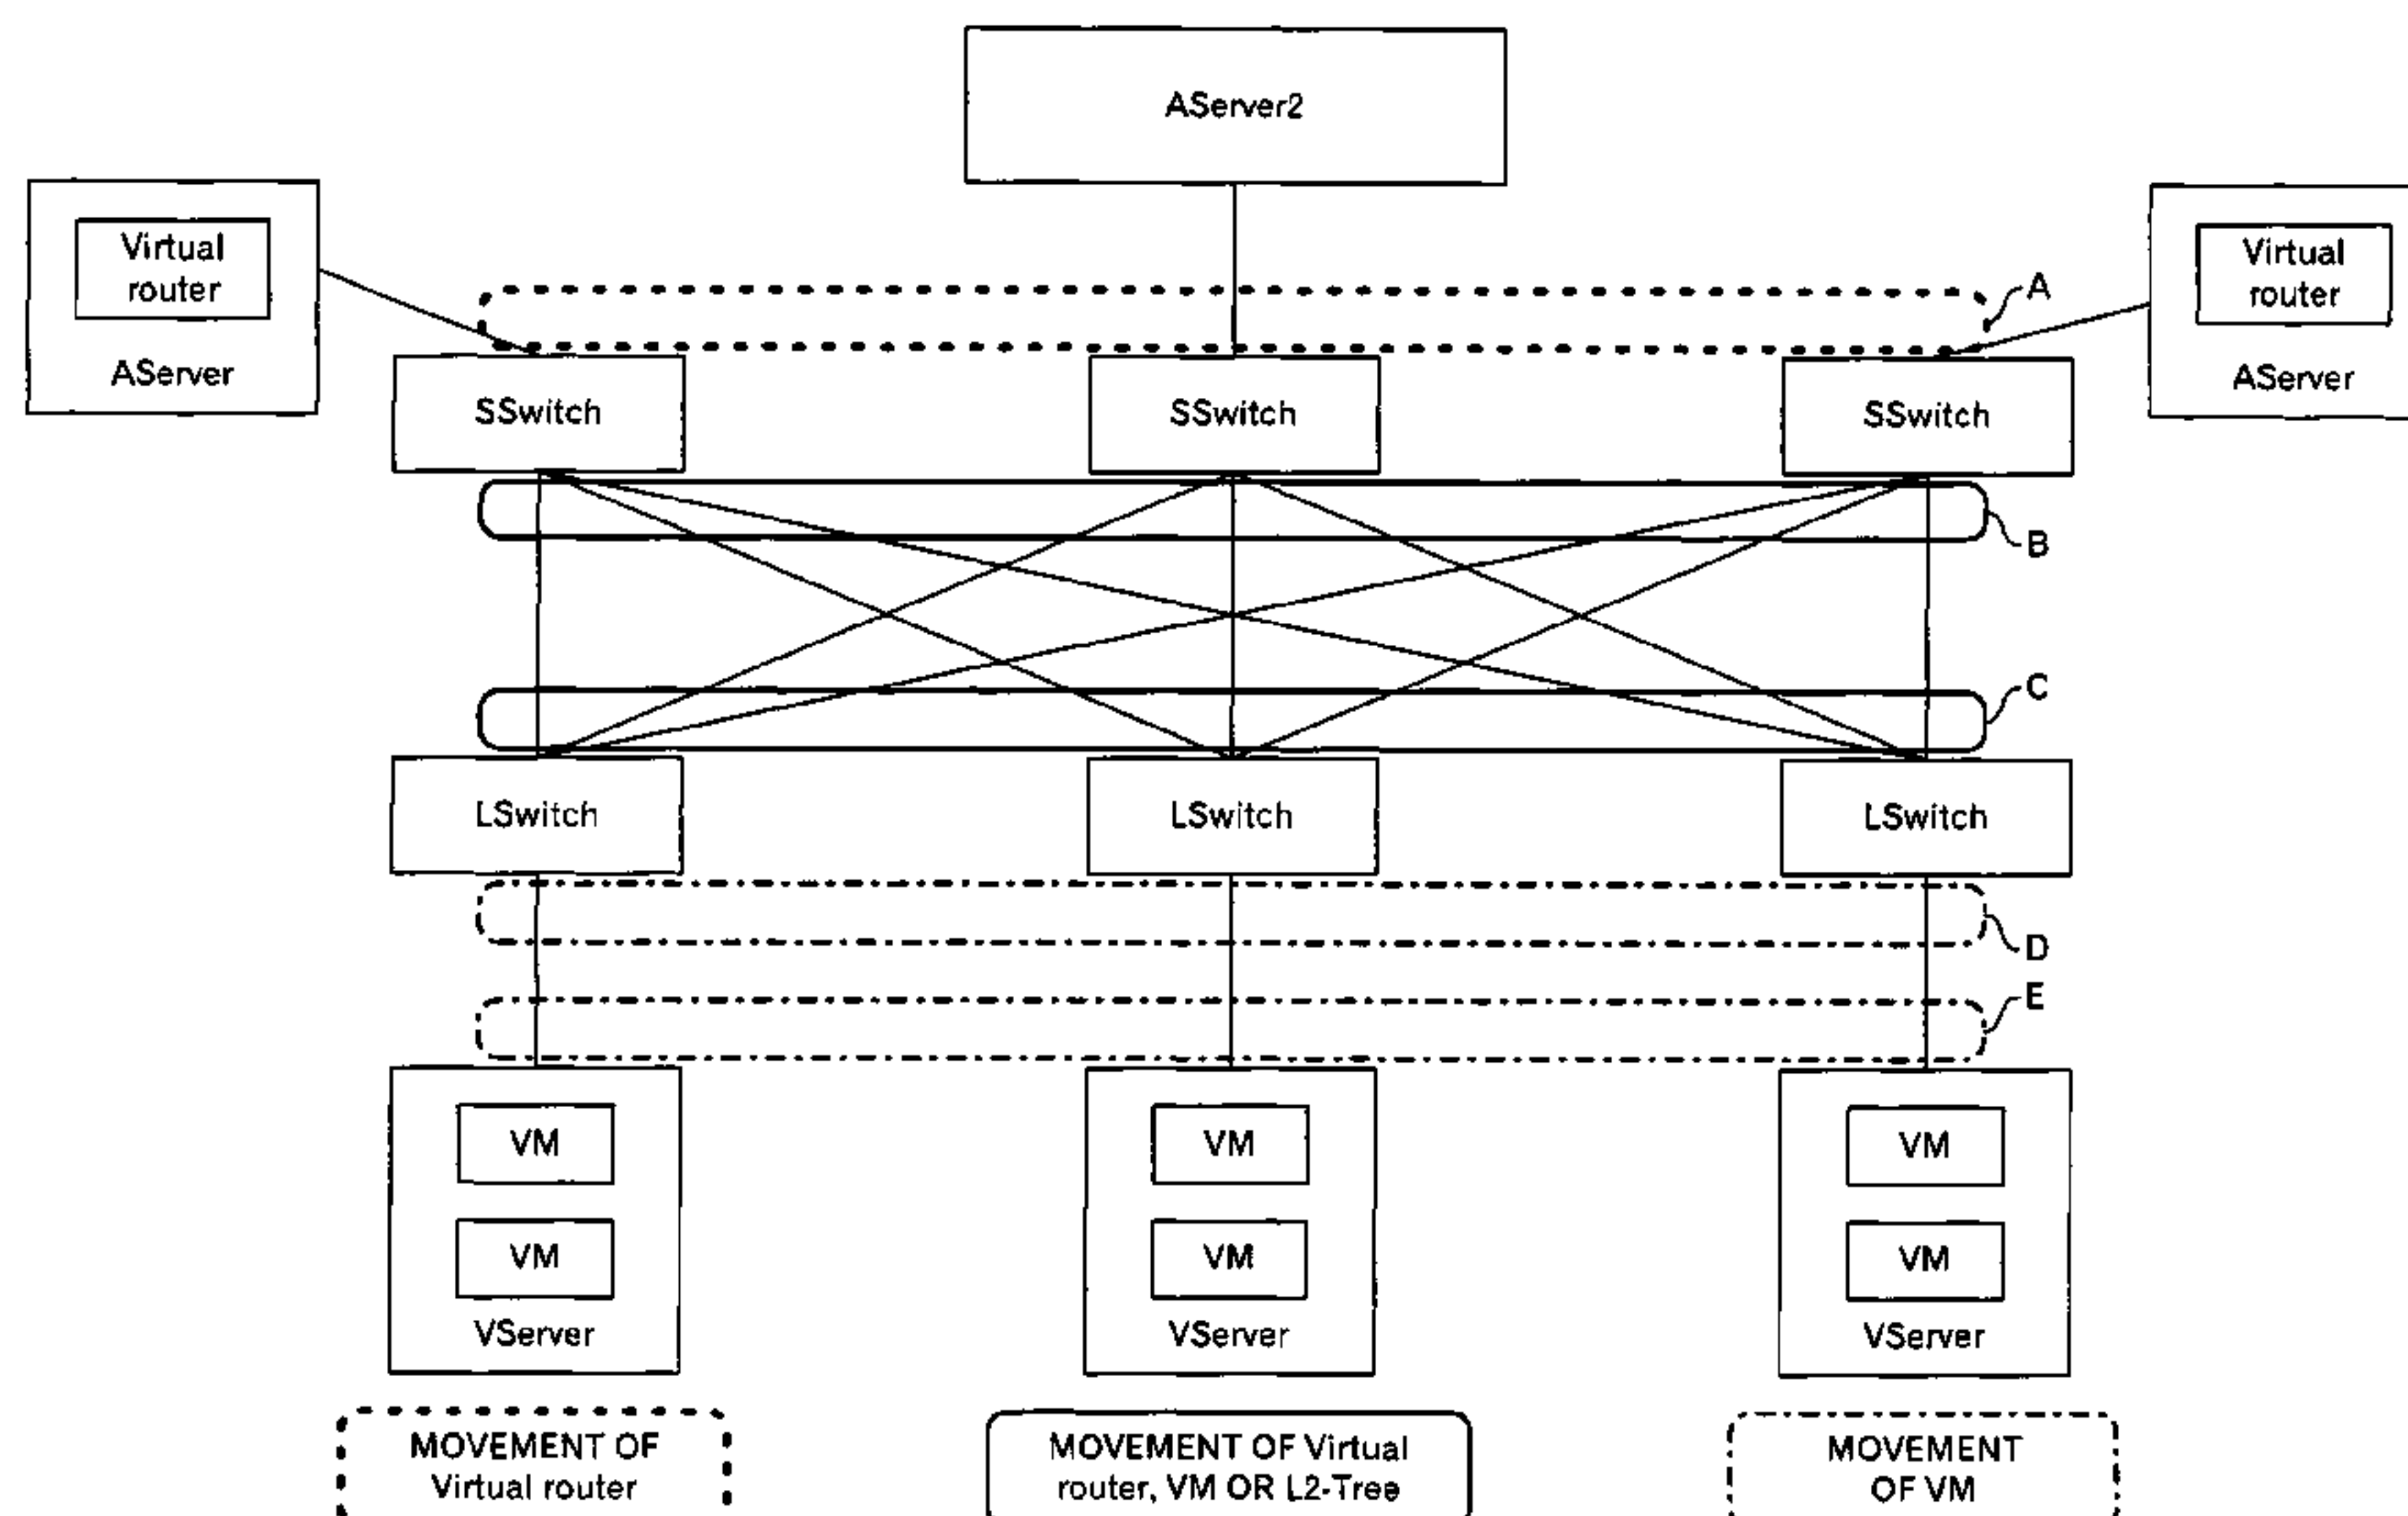 AServer2
Virtual
router
AServer
Virtual
router
AServer
A
SSwitch
SSwitch
SSwitch
B
C
LSwitch
LSwitch
LSwitch
D
E
VM
VM
VServer
VM
VM
VServer
VM
VM
VServer
MOVEMENT OF
Virtual router
MOVEMENT OF Virtual
router, VM OR L2-Tree
MOVEMENT
OF VM